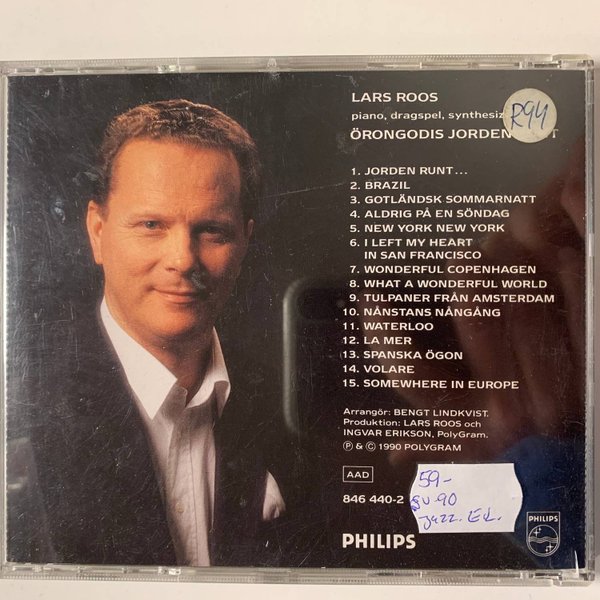 LARS ROOS
piano, dragspel, synthesiz
R94
ÖRONGODIS JORDEN
1. JORDEN RUNT...
2. BRAZIL
3. GOTLÄNDSK SOMMARNATT
4. ALDRIG PÅ EN SÖNDAG
5. NEW YORK NEW YORK
6. I LEFT MY HEART
IN SAN FRANCISCO
7. WONDERFUL COPENHAGEN
8. WHAT A WONDERFUL WORLD
9. TULPANER FRÅN AMSTERDAM
10. NÅNSTANS NÅNGÅNG
11. WATERLOO
12. LA MER
13. SPANSKA ÖGON
14. VOLARE
15. SOMEWHERE IN EUROPE
Arrangör: BENGT LINDKVIST.
Produktion: LARS ROOS och
INGVAR ERIKSON, PolyGram.
℗ & © 1990 POLYGRAM
AAD
846 440-2
59-
90
Jazz.
PHILIPS
PHILIPS